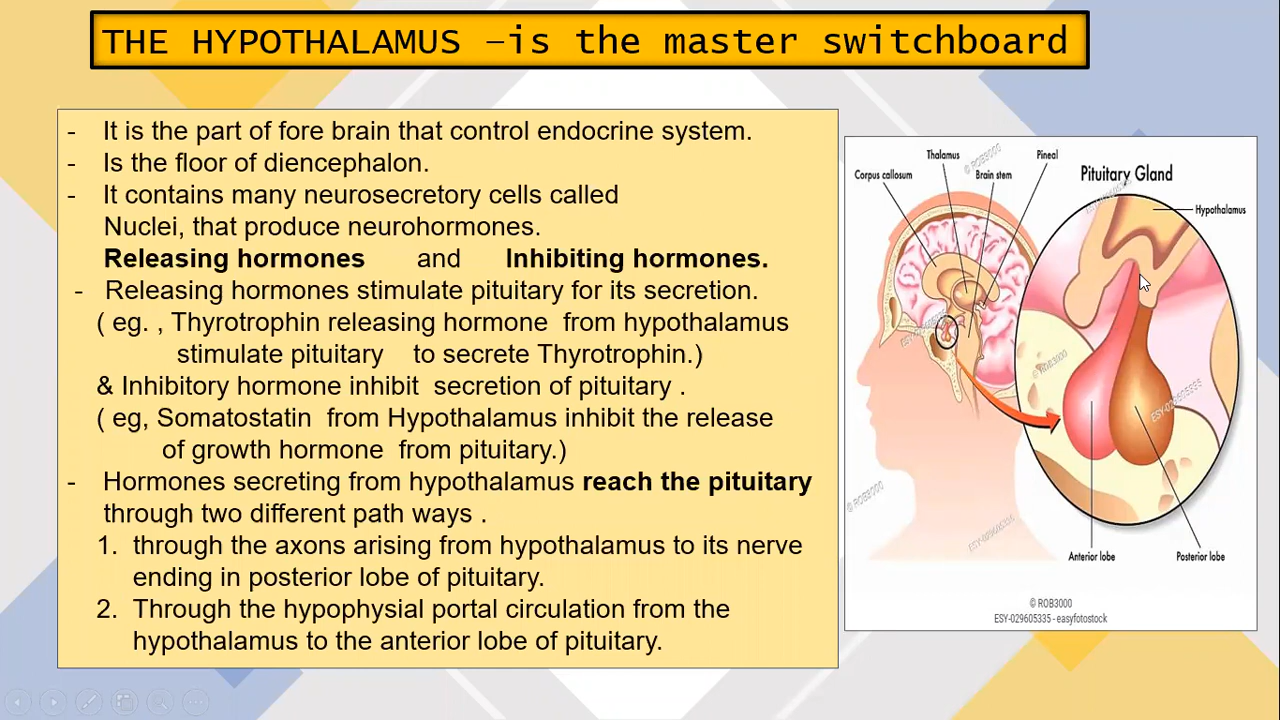 THE HYPOTHALAMUS –is the master switchboard
- It is the part of fore brain that control endocrine system.
- Is the floor of diencephalon.
- It contains many neurosecretory cells called
Nuclei, that produce neurohormones.
Releasing hormones and Inhibiting hormones.
- Releasing hormones stimulate pituitary for its secretion.
( eg. , Thyrotrophin releasing hormone from hypothalamus
stimulate pituitary to secrete Thyrotrophin.)
& Inhibitory hormone inhibit secretion of pituitary .
( eg, Somatostatin from Hypothalamus inhibit the release
of growth hormone from pituitary.)
- Hormones secreting from hypothalamus reach the pituitary
through two different path ways .
1. through the axons arising from hypothalamus to its nerve
ending in posterior lobe of pituitary.
2. Through the hypophysial portal circulation from the
hypothalamus to the anterior lobe of pituitary.
Thalamus
Pineal
Corpus callosum
Brain stem
Pituitary Gland
Hypothalamus
Anterior lobe
Posterior lobe
© ROB3000
ESY-029605335 - easyfotostock
© ROB3000
© ROB3000
© ROB3000
ESY-029605335